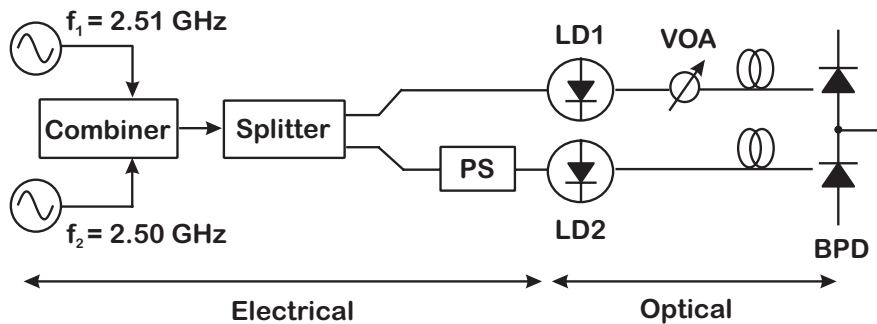 f₁ = 2.51 GHz
LD1
VOA
Combiner
Splitter
PS
f₂ = 2.50 GHz
LD2
BPD
Electrical
Optical